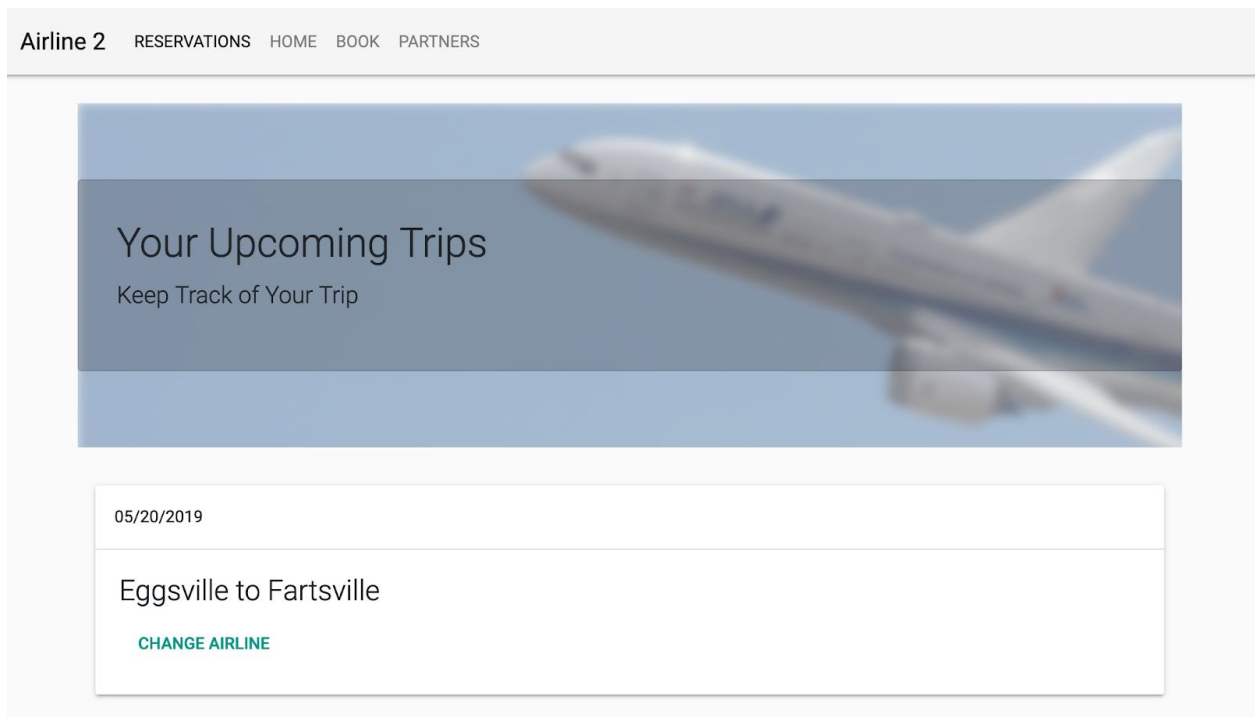 Airline 2 RESERVATIONS HOME BOOK PARTNERS
Your Upcoming Trips
Keep Track of Your Trip
05/20/2019
Eggsville to Fartsville
CHANGE AIRLINE